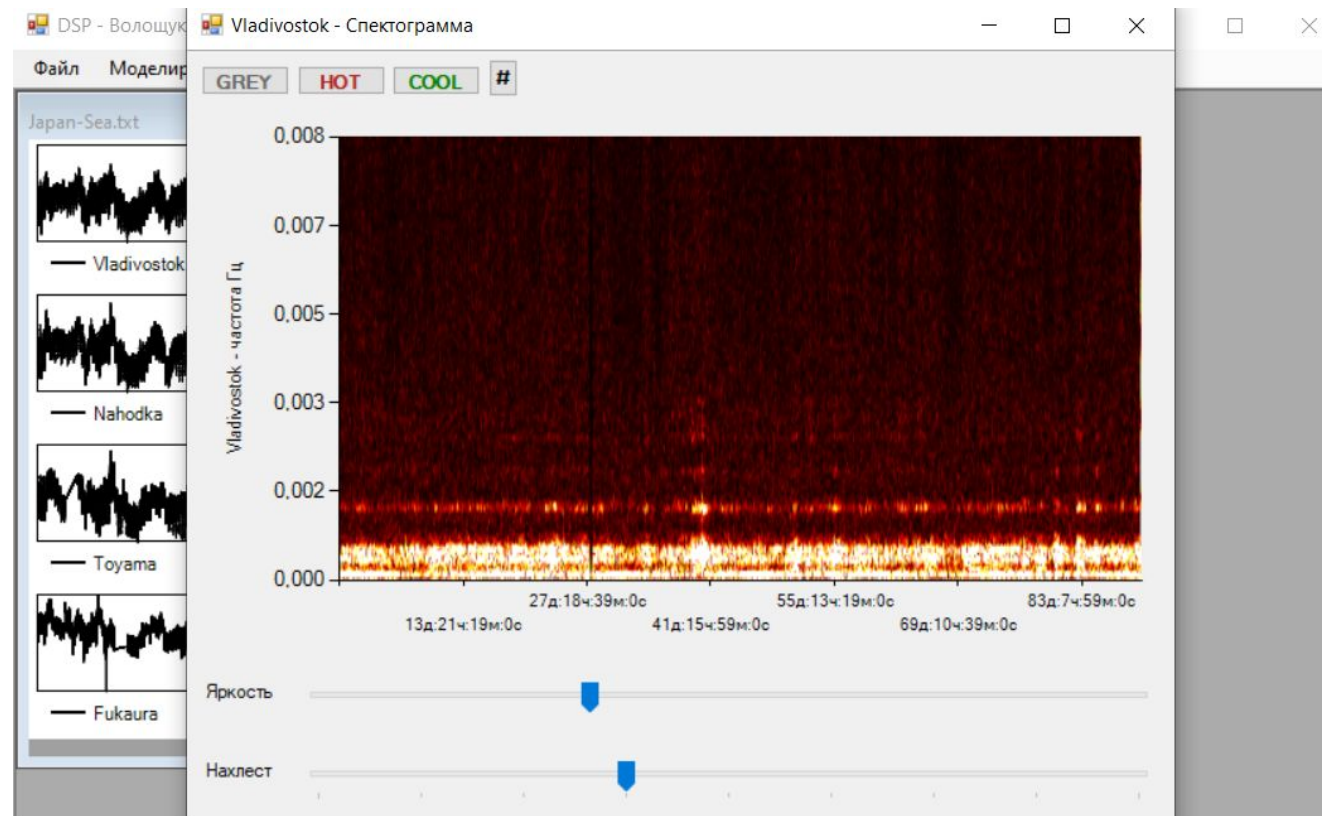 DSP - Волощук
Vladivostok - Спектограмма
Файл Моделир
GREY HOT COOL #
Japan-Sea.txt
Vladivostok
Nahodka
Toyama
Fukaura
Vladivostok - частота Гц
0,008
0,007
0,005
0,003
0,002
0,000
27д:18ч:39м:0с 55д:13ч:19м:0с 83д:7ч:59м:0с
13д:21ч:19м:0с 41д:15ч:59м:0с 69д:10ч:39м:0с
Яркость
Нахлест